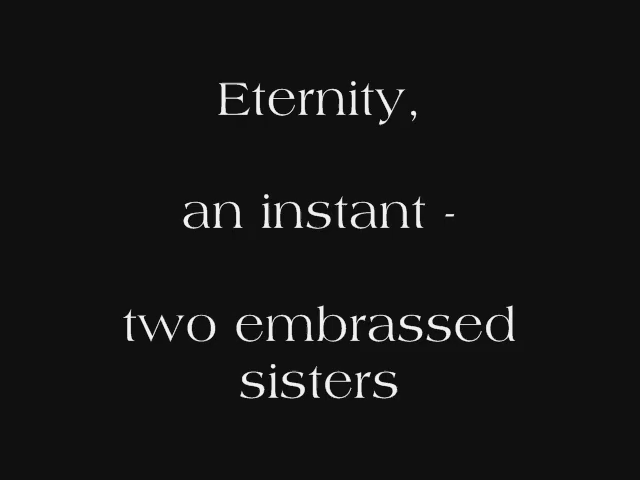 Eternity,
an instant -
two embrassed
sisters